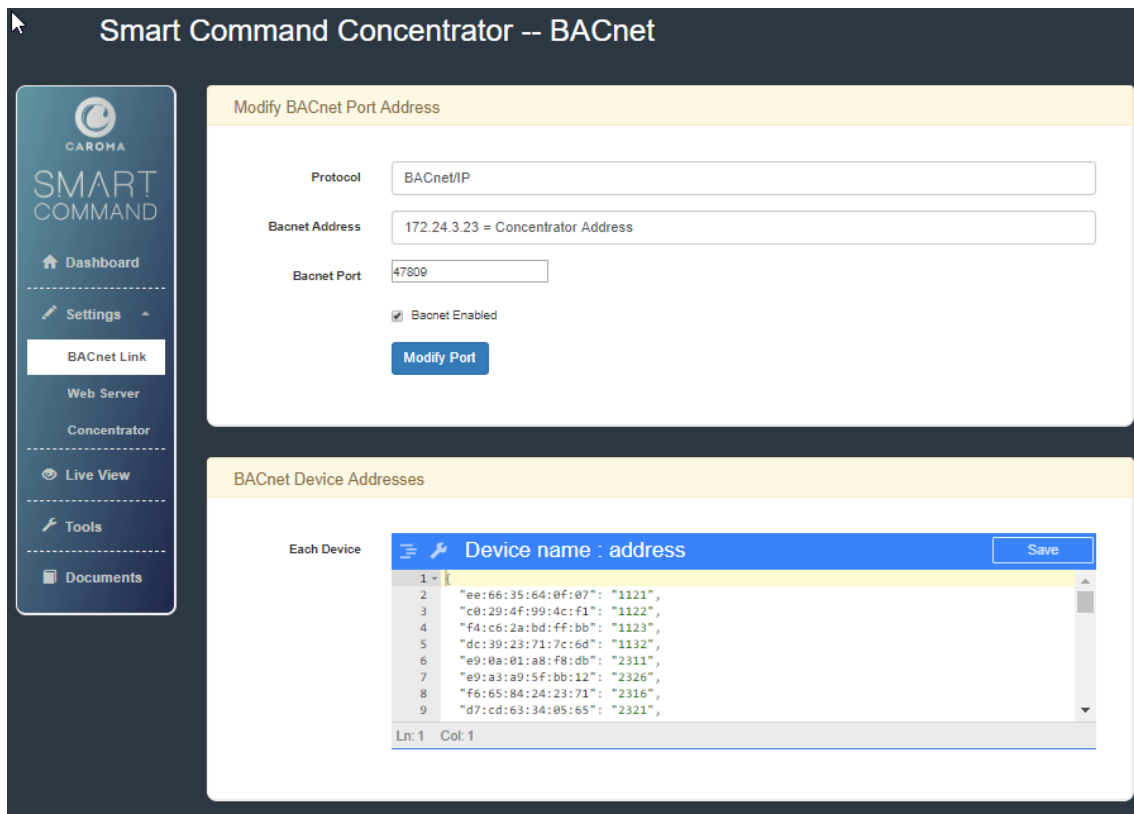 Smart Command Concentrator -- BACnet
CAROMA
SMART
COMMAND
Dashboard
Settings
BACnet Link
Web Server
Concentrator
Live View
Tools
Documents
Modify BACnet Port Address
Protocol BACnet/IP
Bacnet Address 172.24.3.23 = Concentrator Address
Bacnet Port 47809
Bacnet Enabled
Modify Port
BACnet Device Addresses
Each Device Device name : address Save
1 {
2 "ee:66:35:64:0f:07": "1121",
3 "c0:29:4f:99:4c:f1": "1122",
4 "f4:c6:2a:bd:ff:bb": "1123",
5 "dc:39:23:71:7c:6d": "1132",
6 "e9:0a:01:a8:f8:db": "2311",
7 "e9:a3:a9:5f:bb:12": "2326",
8 "f6:65:84:24:23:71": "2316",
9 "d7:cd:63:34:05:65": "2321",
Ln: 1 Col: 1